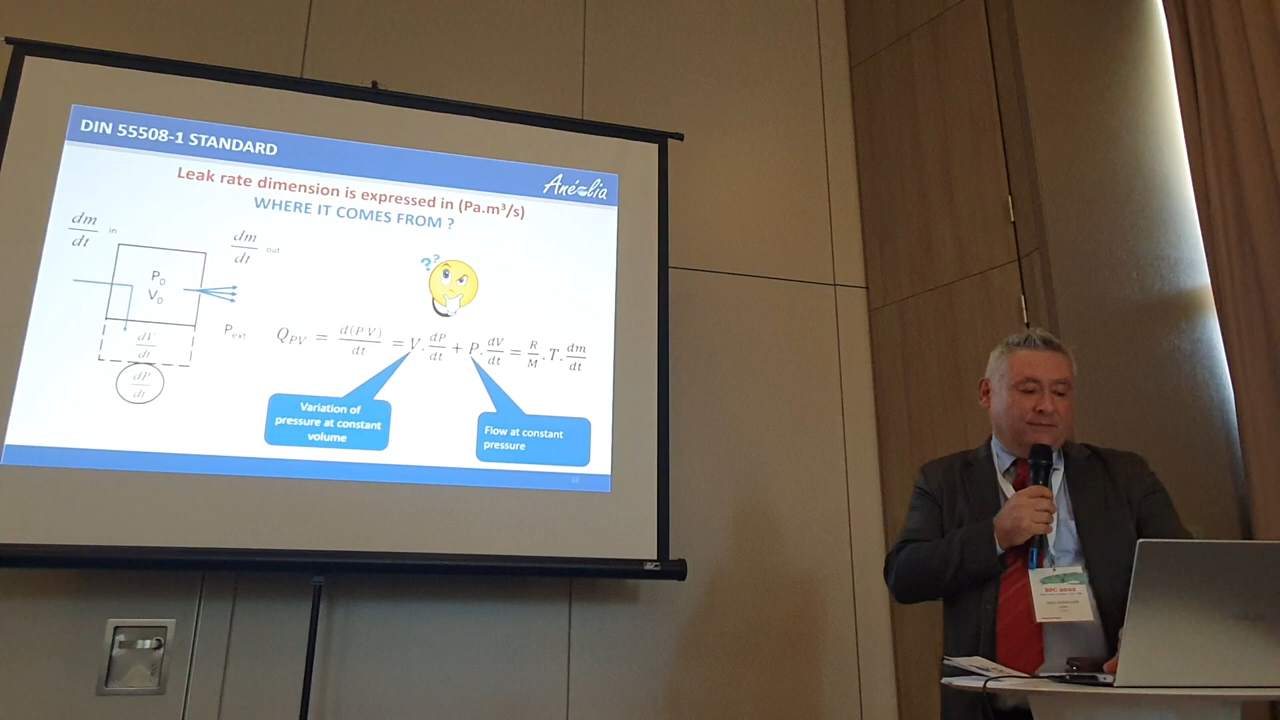 DIN 55508-1 STANDARD
Anéolia
Leak rate dimension is expressed in (Pa.m³/s)
WHERE IT COMES FROM ?
dm/dt in
dm/dt out
P₀
V₀
Pext
dV/dt
dP/dt
Q_PV = d(P V)/dt = V. dP/dt + P. dV/dt = R/M . T. dm/dt
??
Variation of
pressure at constant
volume
Flow at constant
pressure